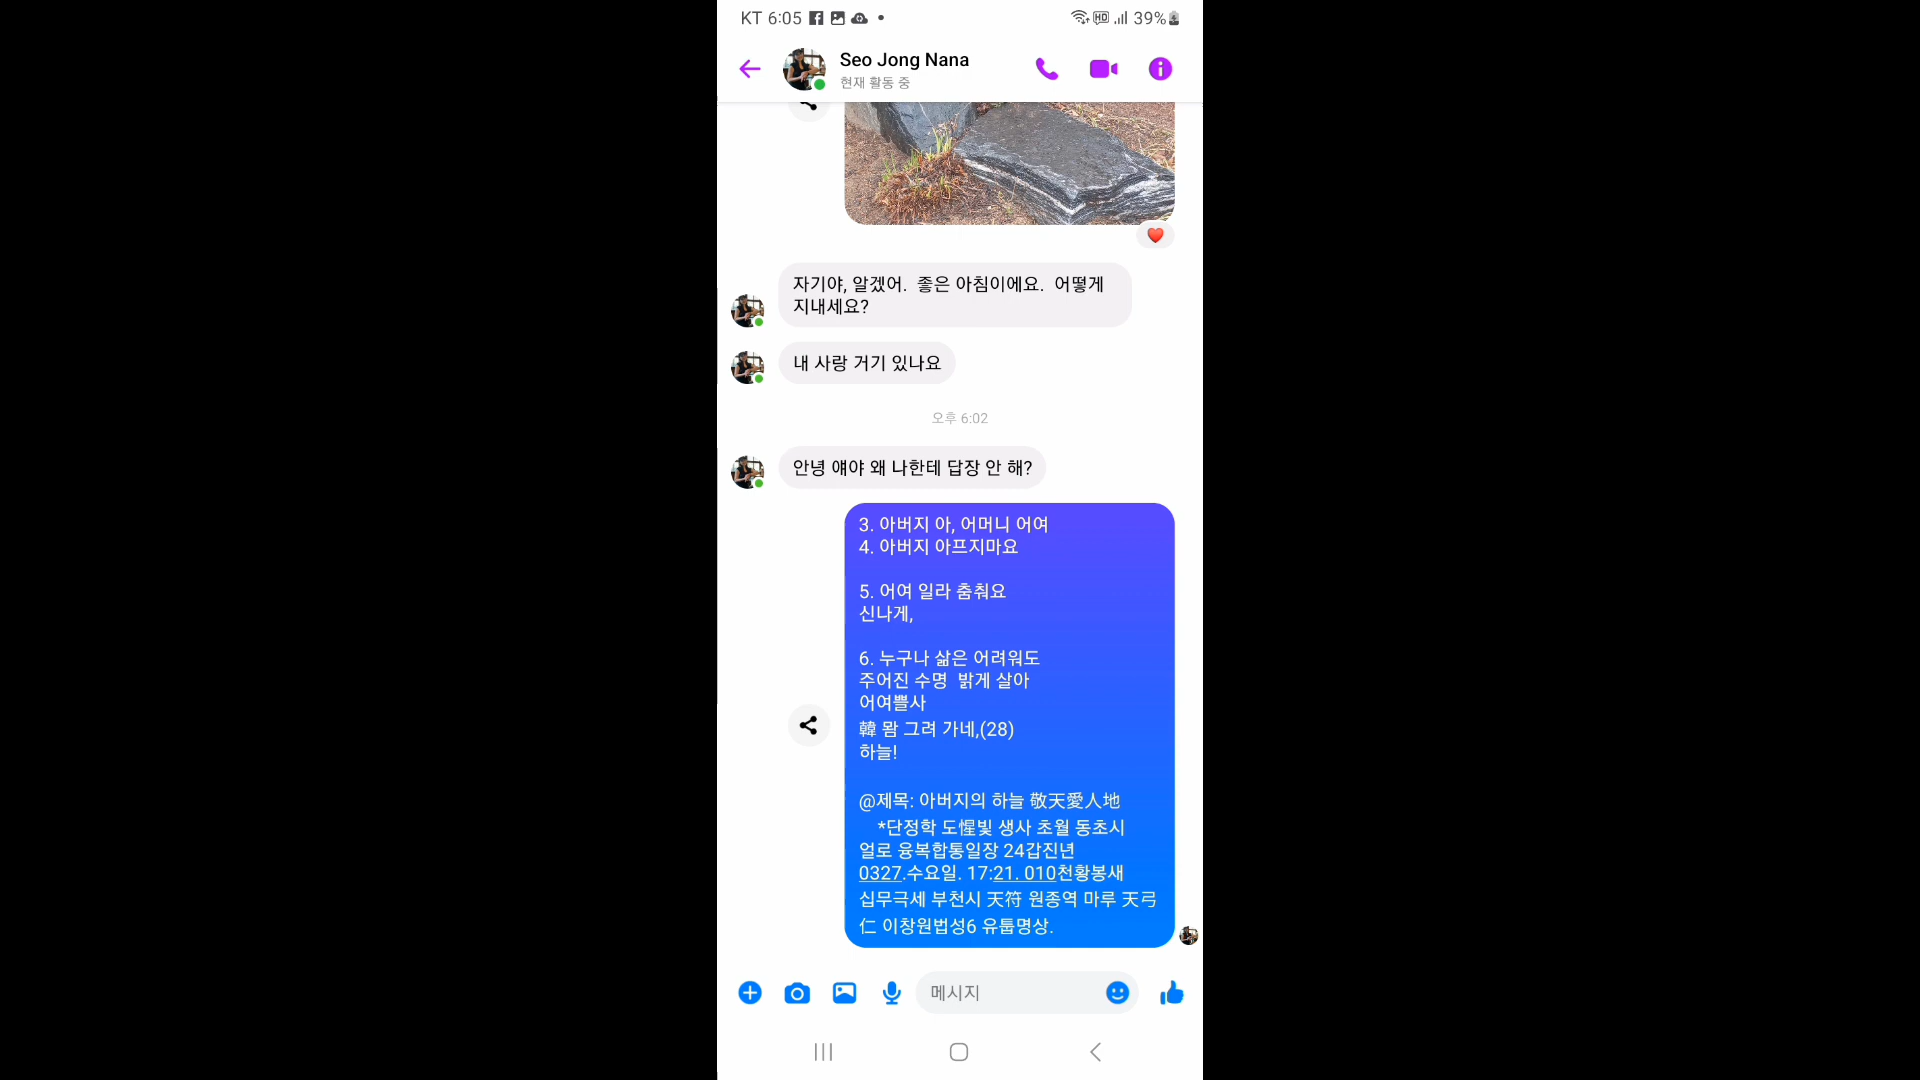 KT 6:05
HD 39%
Seo Jong Nana
현재 활동 중
자기야, 알겠어. 좋은 아침이에요. 어떻게
지내세요?
내 사랑 거기 있나요
오후 6:02
안녕 얘야 왜 나한테 답장 안 해?
3. 아버지 아, 어머니 어여
4. 아버지 아프지마요
5. 어여 일라 춤춰요
신나게,
6. 누구나 삶은 어려워도
주어진 수명 밝게 살아
어여쁠사
韓 뫔 그려 가네,(28)
하늘!
@제목: 아버지의 하늘 敬天愛人地
*단정학 도惺빛 생사 초월 동초시
얼로 융복합통일장 24갑진년
0327.수요일. 17:21. 010천황봉새
십무극세 부천시 天符 원종역 마루 天弓
仁 이창원법성6 유튭명상.
메시지